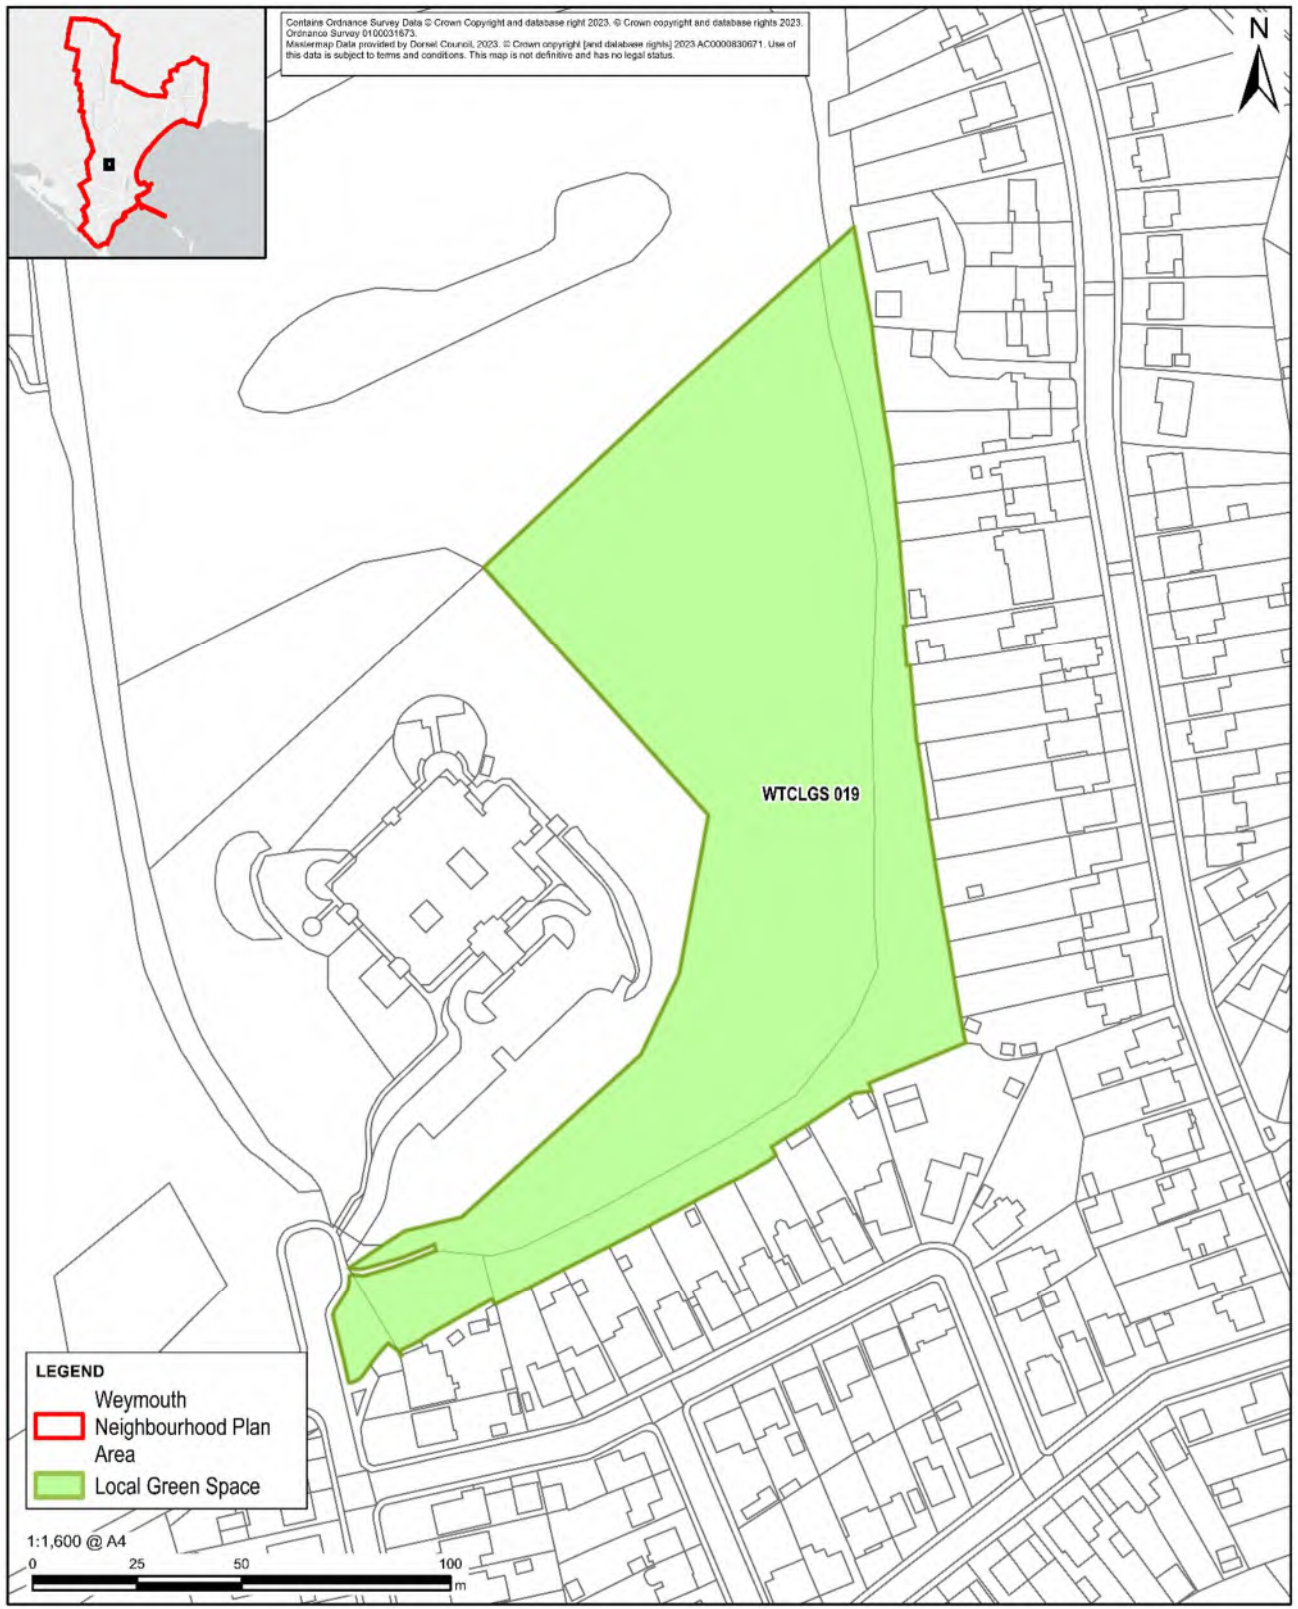 Contains Ordnance Survey Data © Crown Copyright and database right 2023. © Crown copyright and database rights 2023.
Ordnance Survey 0100031673.
Mastermap Data provided by Dorset Council, 2023. © Crown copyright [and database rights] 2023 AC0000830671. Use of
this data is subject to terms and conditions. This map is not definitive and has no legal status.
N
WTCLGS 019
LEGEND
Weymouth
Neighbourhood Plan
Area
Local Green Space
1:1,600 @ A4
0 25 50 100
m